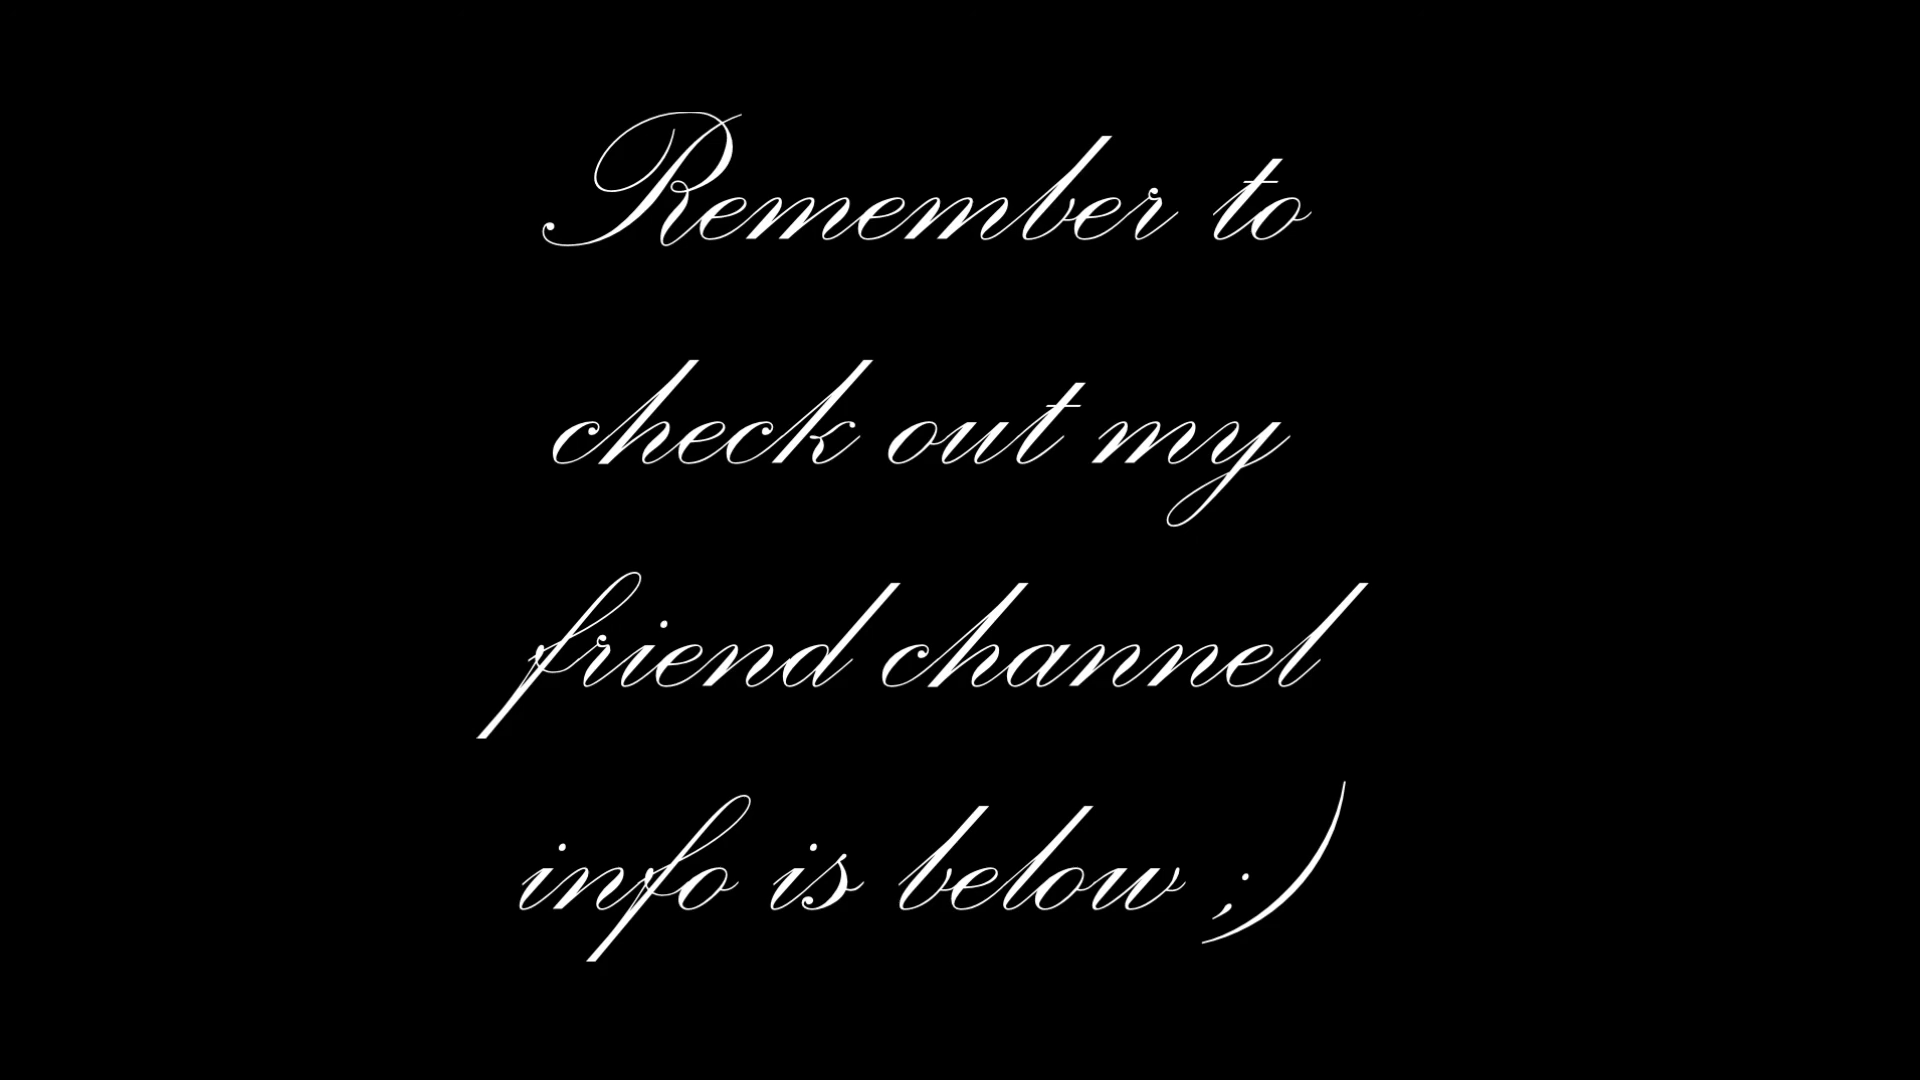 Remember to
check out my
friend channel
info is below ;)